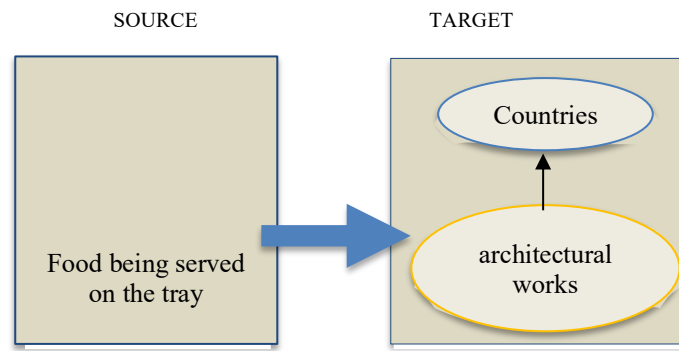 SOURCE
TARGET
Countries
Food being served
on the tray
architectural
works